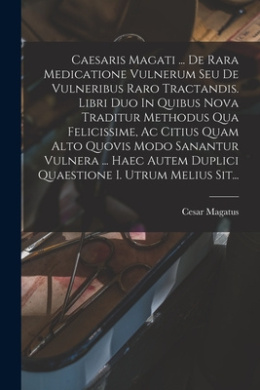 Caesaris Magati ... De Rara
Medicatione Vulnerum Seu De
Vulneribus Raro Tractandis.
Libri Duo In Quibus Nova
Traditur Methodus Qua
Felicissime, Ac Citius Quam
Alto Quovis Modo Sanantur
Vulnera ... Haec Autem Duplici
Quaestione I. Utrum Melius Sit...
Cesar Magatus